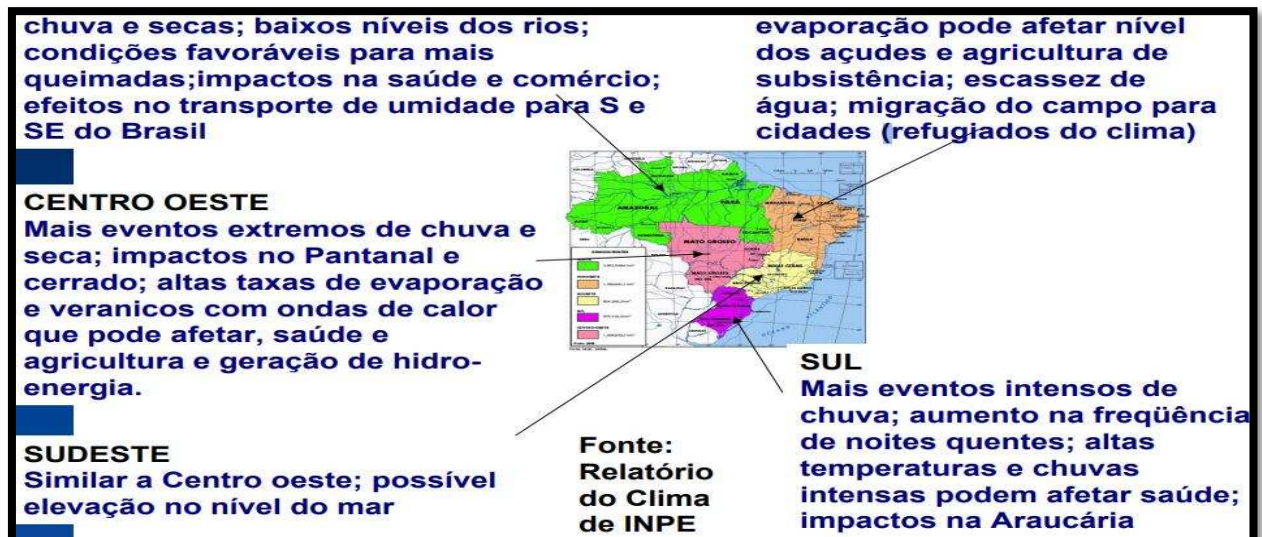 chuva e secas; baixos níveis dos rios;
condições favoráveis para mais
queimadas;impactos na saúde e comércio;
efeitos no transporte de umidade para S e
SE do Brasil
evaporação pode afetar nível
dos açudes e agricultura de
subsistência; escassez de
água; migração do campo para
cidades (refugiados do clima)
CENTRO OESTE
Mais eventos extremos de chuva e
seca; impactos no Pantanal e
cerrado; altas taxas de evaporação
e veranicos com ondas de calor
que pode afetar, saúde e
agricultura e geração de hidro-
energia.
AMAZONAS
PARÁ
MATO GROSSO
SUDESTE
Similar a Centro oeste; possível
elevação no nível do mar
Fonte:
Relatório
do Clima
de INPE
SUL
Mais eventos intensos de
chuva; aumento na freqüência
de noites quentes; altas
temperaturas e chuvas
intensas podem afetar saúde;
impactos na Araucária